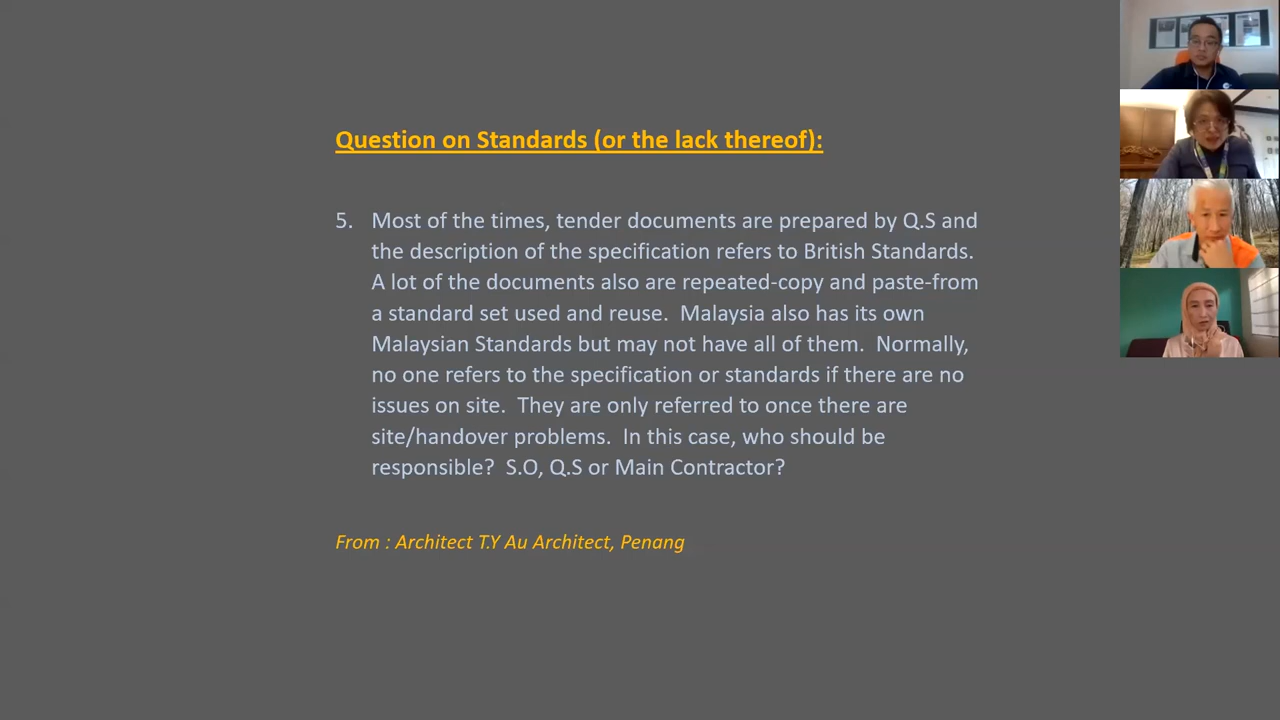 Question on Standards (or the lack thereof):
5. Most of the times, tender documents are prepared by Q.S and
the description of the specification refers to British Standards.
A lot of the documents also are repeated-copy and paste-from
a standard set used and reuse. Malaysia also has its own
Malaysian Standards but may not have all of them. Normally,
no one refers to the specification or standards if there are no
issues on site. They are only referred to once there are
site/handover problems. In this case, who should be
responsible? S.O, Q.S or Main Contractor?
From : Architect T.Y Au Architect, Penang